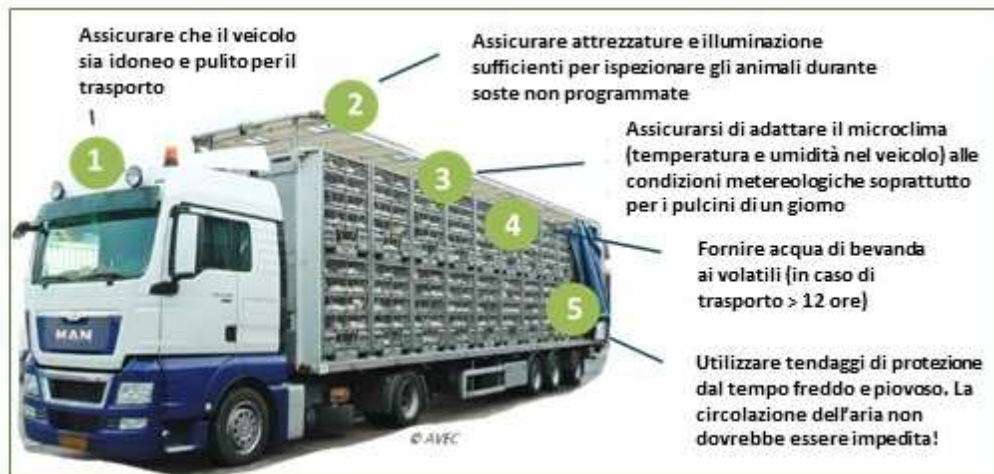 Assicurare che il veicolo
sia idoneo e pulito per il
trasporto
Assicurare attrezzature e illuminazione
sufficienti per ispezionare gli animali durante
soste non programmate
Assicurarsi di adattare il microclima
(temperatura e umidità nel veicolo) alle
condizioni metereologiche soprattutto
per i pulcini di un giorno
Fornire acqua di bevanda
ai volatili (in caso di
trasporto > 12 ore)
Utilizzare tendaggi di protezione
dal tempo freddo e piovoso. La
circolazione dell'aria non
dovrebbe essere impedita!
1
2
3
4
5
MAN
© AVEC